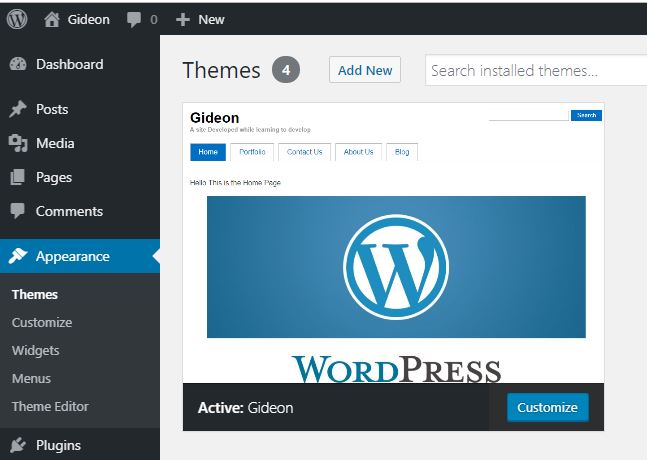 Gideon 0 New
Dashboard
Posts
Media
Pages
Comments
Appearance
Themes
Customize
Widgets
Menus
Theme Editor
Plugins
Themes 4 Add New Search installed themes...
Gideon
Search
A site Developed while learning to develop
Home Portfolio Contact Us About Us Blog
Hello This is the Home Page
W
WORDPRESS
Active: Gideon Customize